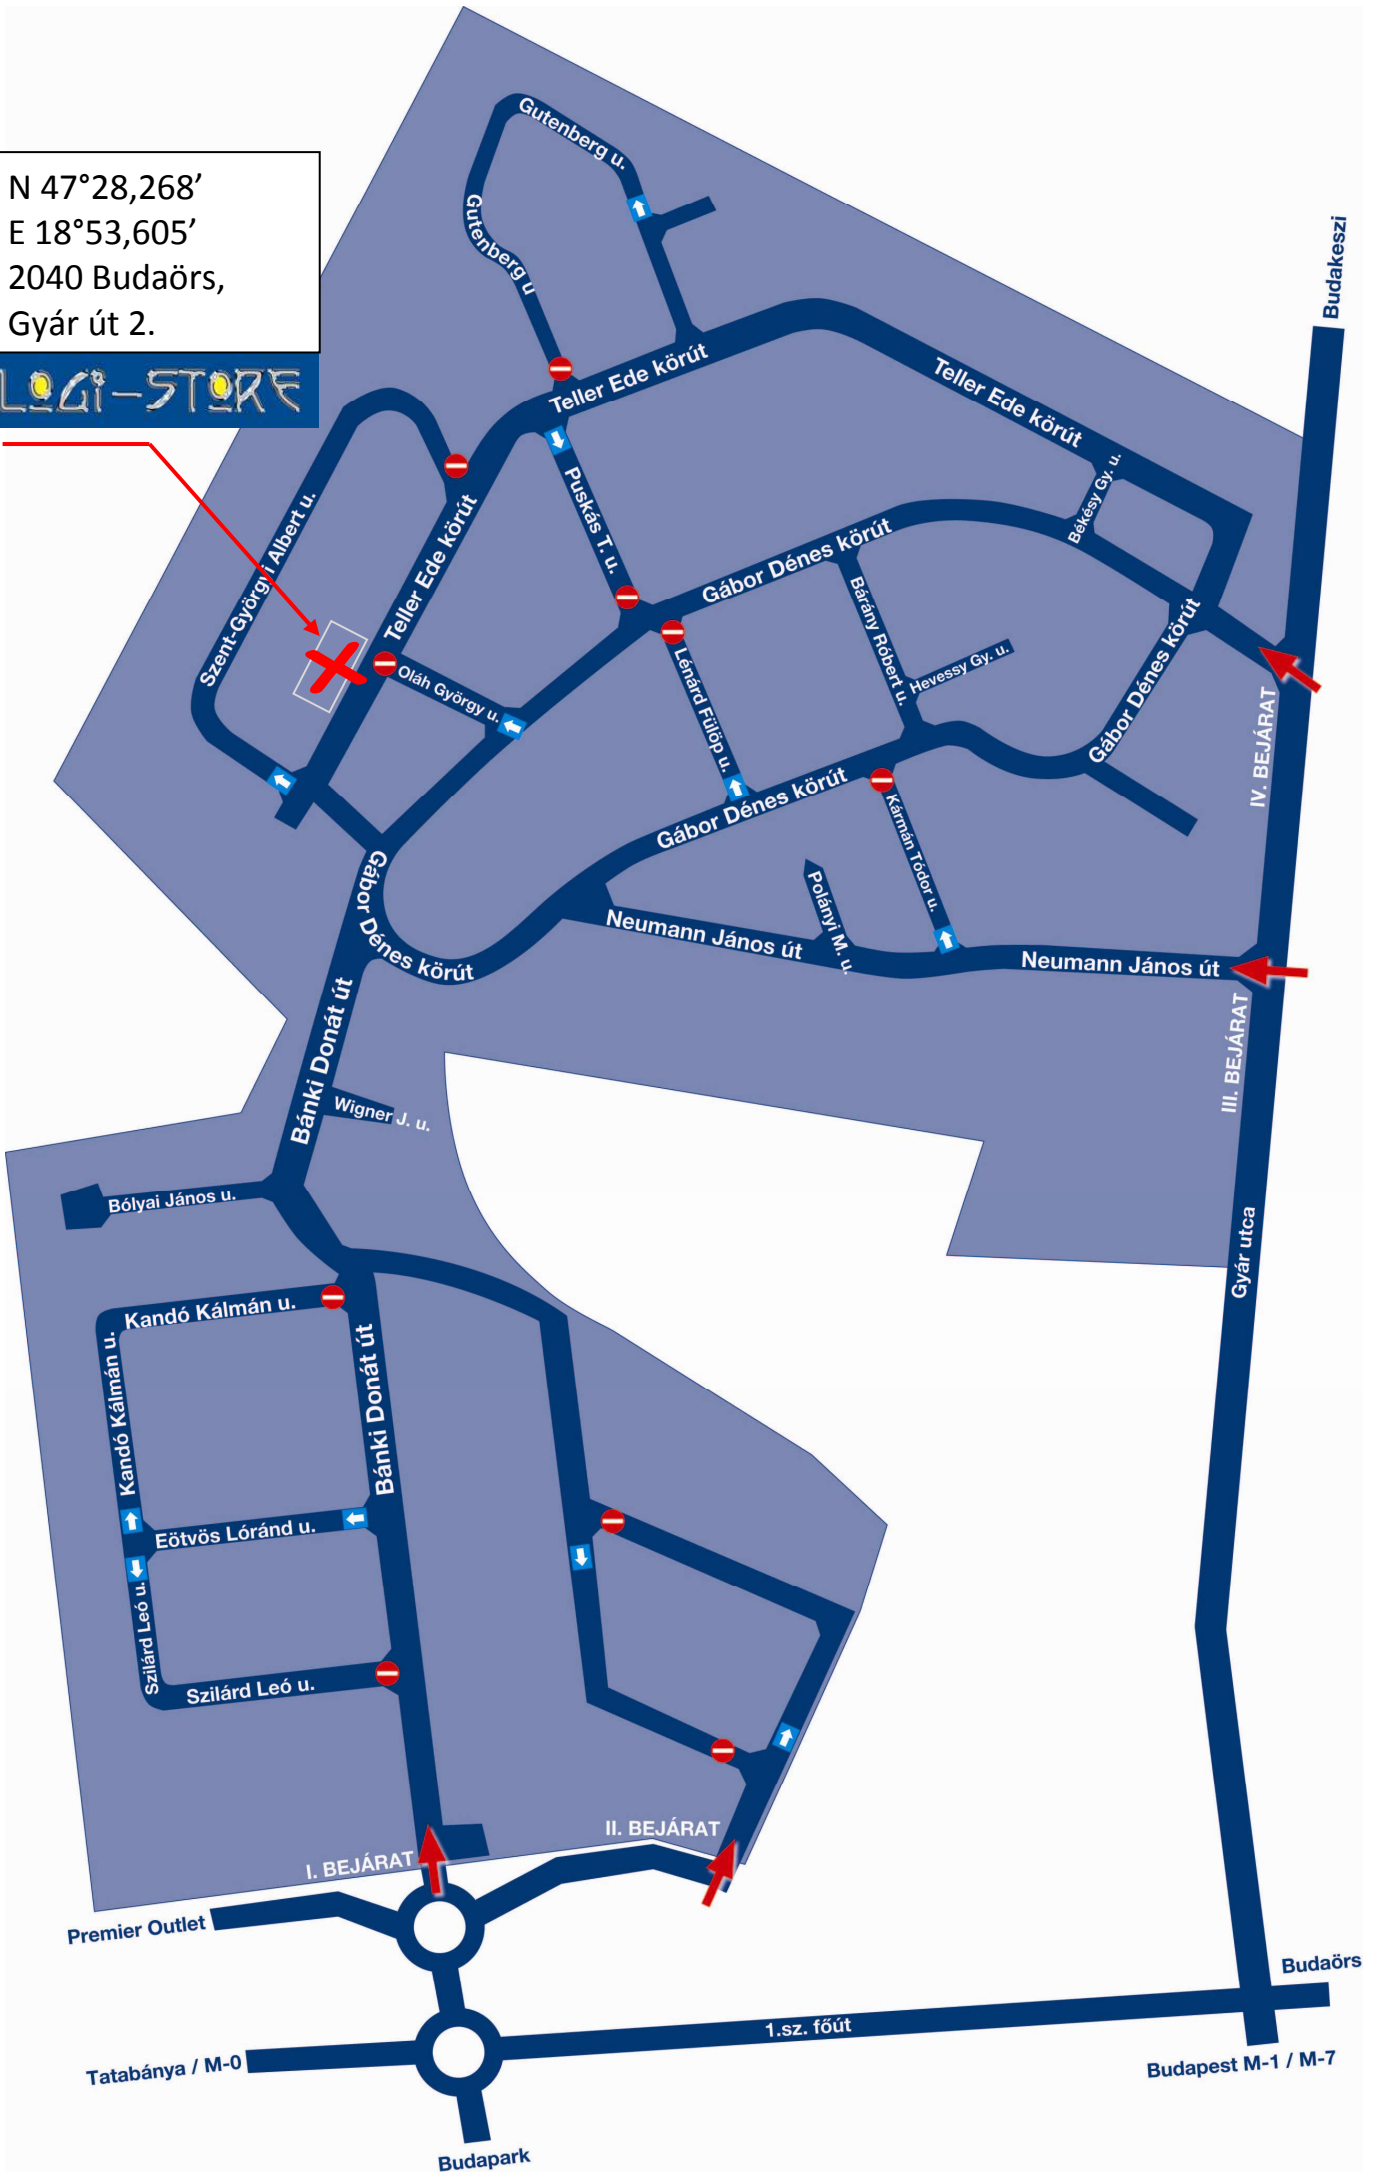 N 47°28,268’
E 18°53,605’
2040 Budaörs,
Gyár út 2.
LOGi-STORE
Gutenberg u.
Gutenberg u
Budakeszi
Teller Ede körút
Teller Ede körút
Teller Ede körút
Szent-Györgyi Albert u.
Puskás T. u.
Békésy Gy. u.
Gábor Dénes körút
Bárány Róbert u.
Hevessy Gy. u.
Oláh György u.
Lénárd Fülöp u.
Gábor Dénes körút
IV. BEJÁRAT
Gábor Dénes körút
Kármán Tódor u.
Polányi M. u.
Gábor Dénes körút
Neumann János út
Neumann János út
III. BEJÁRAT
Bánki Donát út
Wigner J. u.
Bólyai János u.
Gyár utca
Kandó Kálmán u.
Kandó Kálmán u.
Bánki Donát út
Eötvös Lóránd u.
Szilárd Leó u.
Szilárd Leó u.
II. BEJÁRAT
I. BEJÁRAT
Premier Outlet
Budaörs
1.sz. főút
Tatabánya / M-0
Budapest M-1 / M-7
Budapark